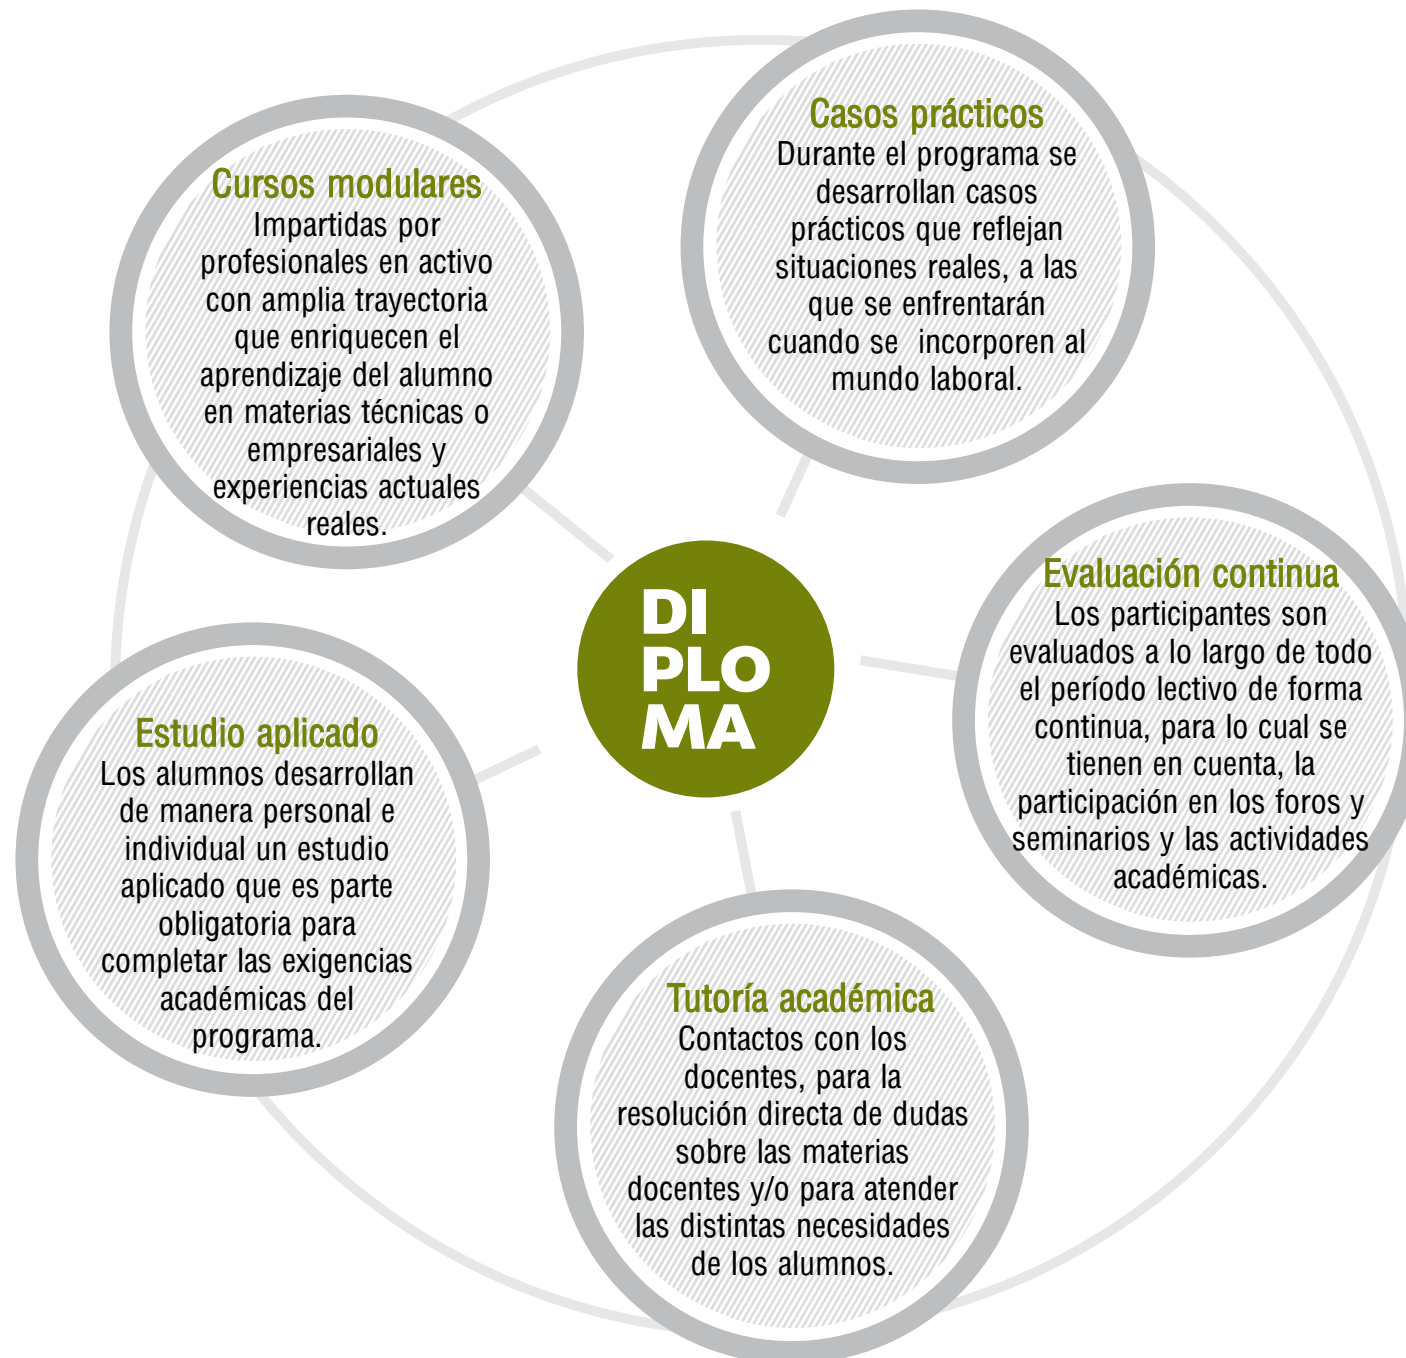 Casos prácticos
Durante el programa se
desarrollan casos
prácticos que reflejan
situaciones reales, a las
que se enfrentarán
cuando se  incorporen al
mundo laboral.
Cursos modulares
Impartidas por
profesionales en activo
con amplia trayectoria
que enriquecen el
aprendizaje del alumno
en materias técnicas o
empresariales y
experiencias actuales
reales.
DI
PLO
MA
Evaluación continua
Los participantes son
evaluados a lo largo de todo
el período lectivo de forma
continua, para lo cual se
tienen en cuenta, la
participación en los foros y
seminarios y las actividades
académicas.
Estudio aplicado
Los alumnos desarrollan
de manera personal e
individual un estudio
aplicado que es parte
obligatoria para
completar las exigencias
académicas del
programa.
Tutoría académica
Contactos con los
docentes, para la
resolución directa de dudas
sobre las materias
docentes y/o para atender
las distintas necesidades
de los alumnos.